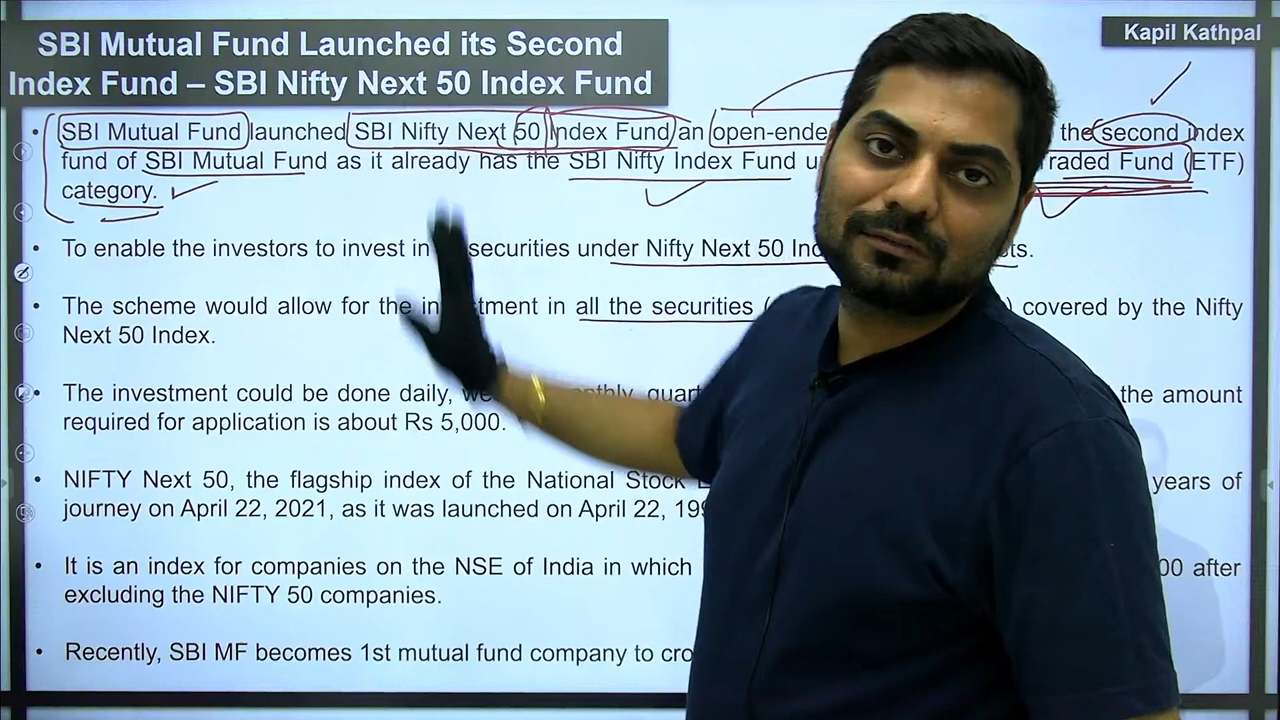 SBI Mutual Fund Launched its Second
Index Fund – SBI Nifty Next 50 Index Fund
Kapil Kathpal
• SBI Mutual Fund launched SBI Nifty Next 50 Index Fund an open-ende the second index
fund of SBI Mutual Fund as it already has the SBI Nifty Index Fund raded Fund (ETF)
category.
• To enable the investors to invest in securities under Nifty Next 50 Ind ts.
• The scheme would allow for the in tment in all the securities ( ) covered by the Nifty
Next 50 Index.
• The investment could be done daily, we nthly, quar the amount
required for application is about Rs 5,000.
• NIFTY Next 50, the flagship index of the National Stock years of
journey on April 22, 2021, as it was launched on April 22, 199
• It is an index for companies on the NSE of India in which 00 after
excluding the NIFTY 50 companies.
• Recently, SBI MF becomes 1st mutual fund company to cro